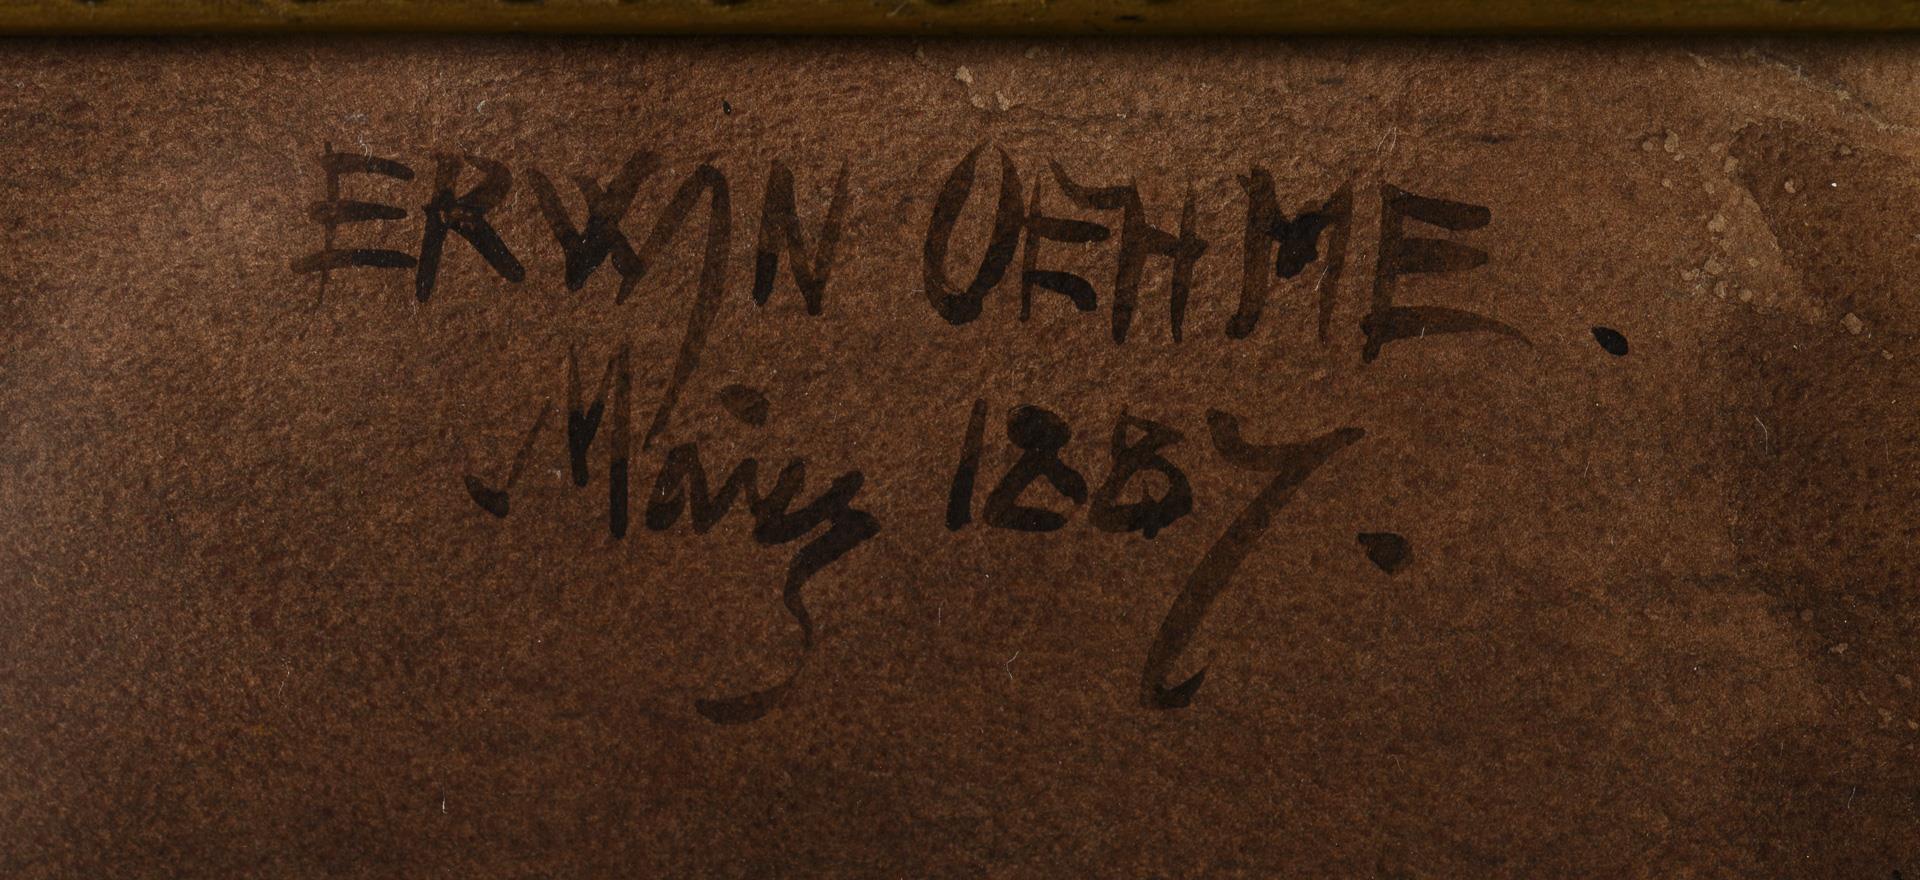 ERWIN OEHME.
März 1887.